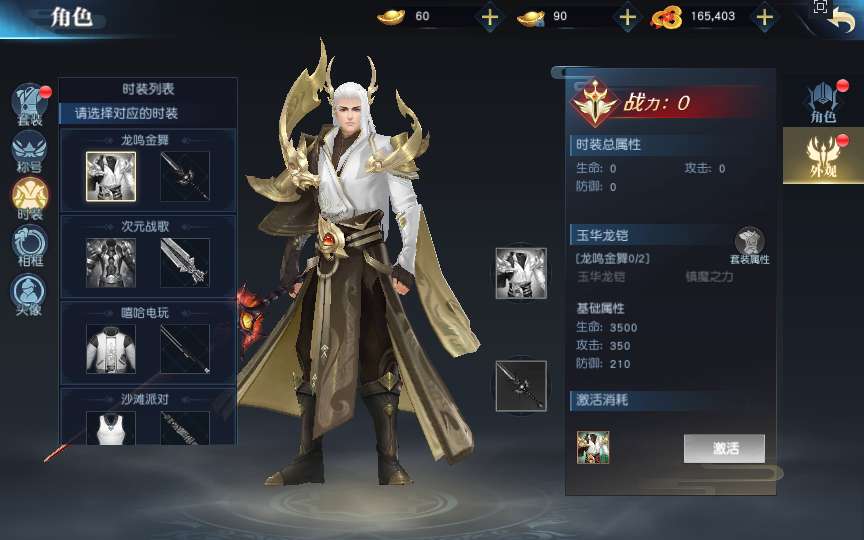 角色
60
90
165,403
套装
称号
时装
相框
头像
时装列表
请选择对应的时装
龙鸣金舞
次元战歌
嘻哈电玩
沙滩派对
战力：0
时装总属性
生命：0 攻击：0
防御：0
玉华龙铠
套装属性
[龙鸣金舞0/2]
玉华龙铠 镇魔之力
基础属性
生命：3500
攻击：350
防御：210
激活消耗
激活
角色
外观